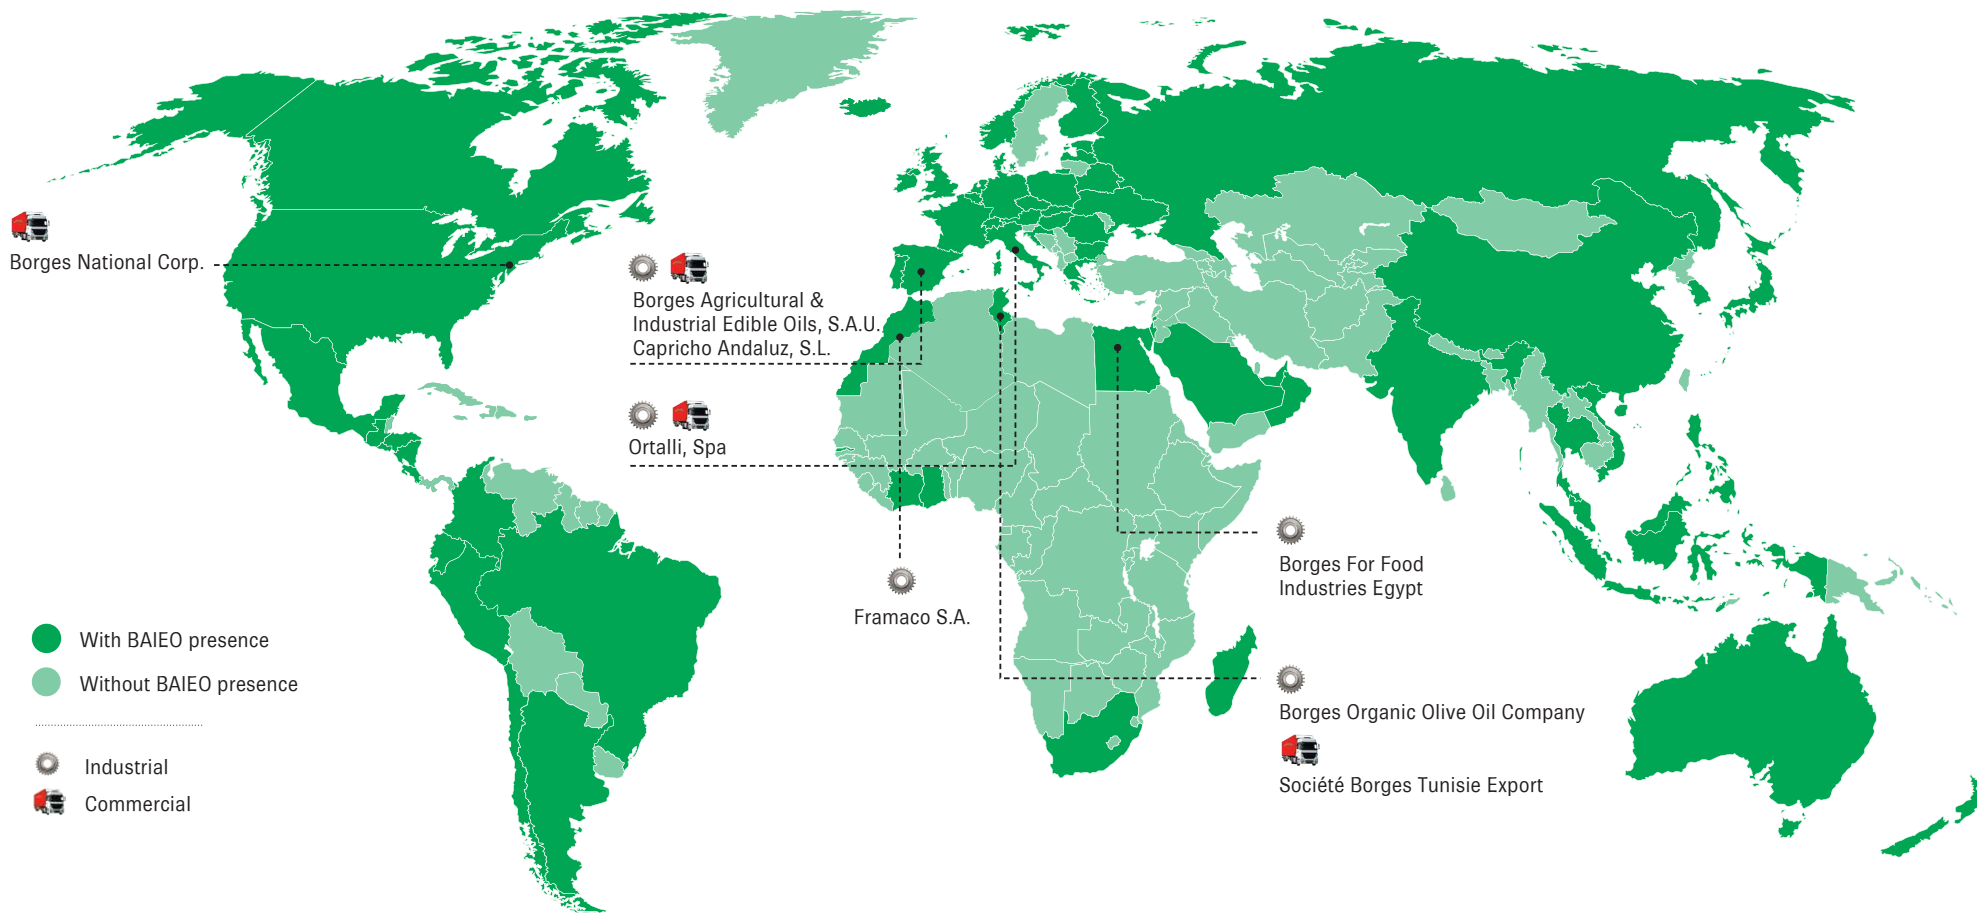 Borges National Corp.
Borges Agricultural &
Industrial Edible Oils, S.A.U.
Capricho Andaluz, S.L.
Ortalli, Spa
Framaco S.A.
Borges For Food
Industries Egypt
Borges Organic Olive Oil Company
Société Borges Tunisie Export
With BAIEO presence
Without BAIEO presence
Industrial
Commercial